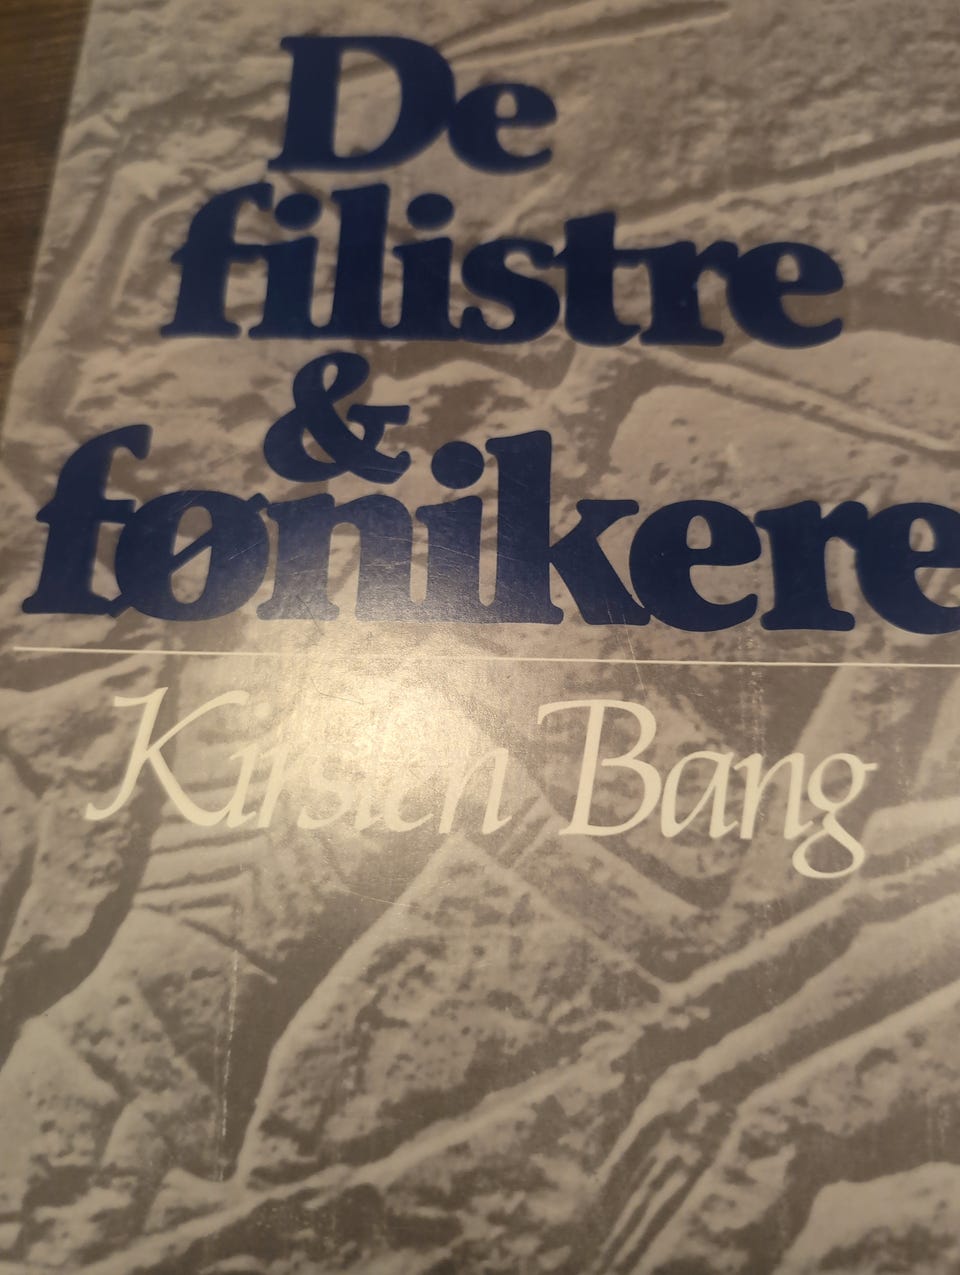 De
filistre
&
fønikere
Kirsten Bang